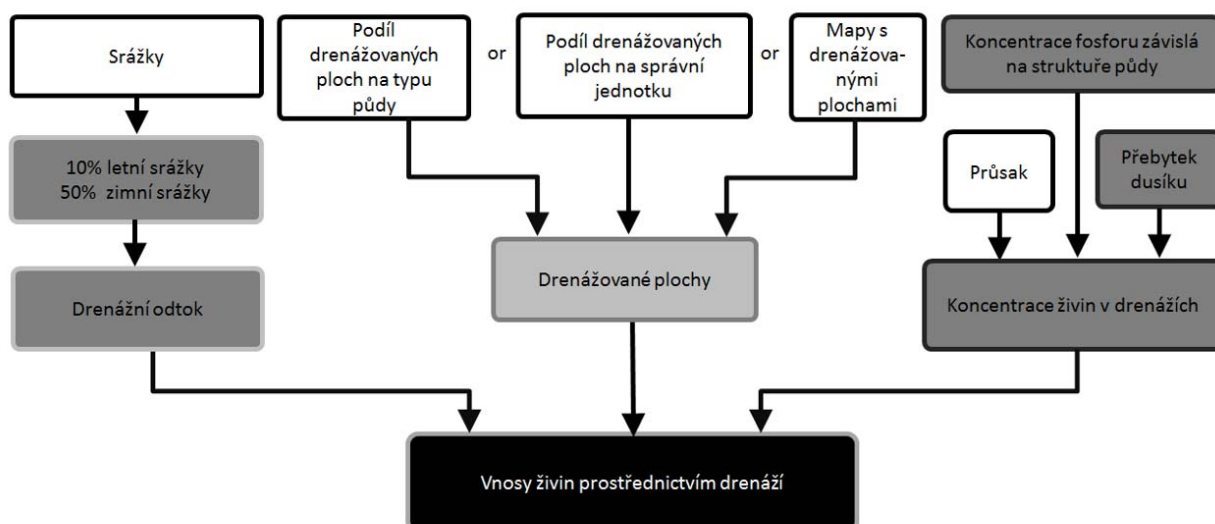 Srážky
Podíl
drenážovaných
ploch na typu
půdy
or
Podíl drenážovaných
ploch na správní
jednotku
or
Mapy s
drenážova-
nými
plochami
Koncentrace fosforu závislá
na struktuře půdy
10% letní srážky
50% zimní srážky
Průsak
Přebytek
dusíku
Drenážní odtok
Drenážované plochy
Koncentrace živin v drenážích
Vnosy živin prostřednictvím drenáží